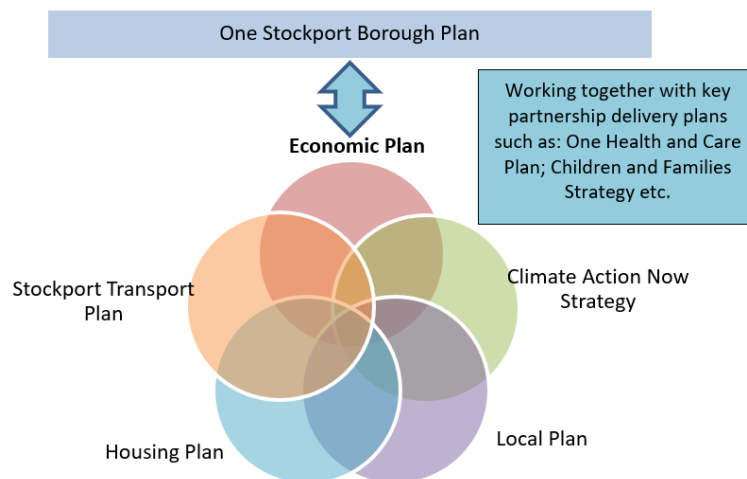 One Stockport Borough Plan
Working together with key
partnership delivery plans
such as: One Health and Care
Plan; Children and Families
Strategy etc.
Economic Plan
Stockport Transport
Plan
Climate Action Now
Strategy
Housing Plan
Local Plan